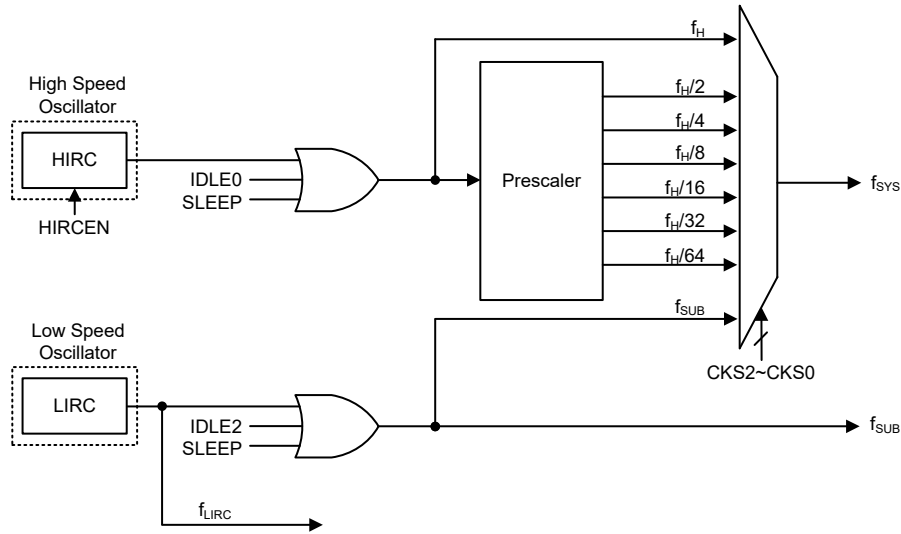 f_H
High Speed
Oscillator
HIRC
HIRCEN
IDLE0
SLEEP
Prescaler
f_H/2
f_H/4
f_H/8
f_H/16
f_H/32
f_H/64
f_SYS
f_SUB
CKS2~CKS0
Low Speed
Oscillator
LIRC
IDLE2
SLEEP
f_SUB
f_LIRC